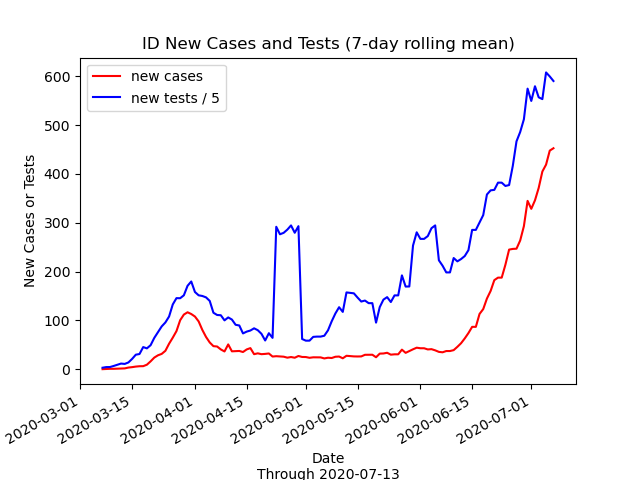 ID New Cases and Tests (7-day rolling mean)
new cases
new tests / 5
New Cases or Tests
600
500
400
300
200
100
0
2020-03-01
2020-03-15
2020-04-01
2020-04-15
2020-05-01
2020-05-15
2020-06-01
2020-06-15
2020-07-01
Date
Through 2020-07-13